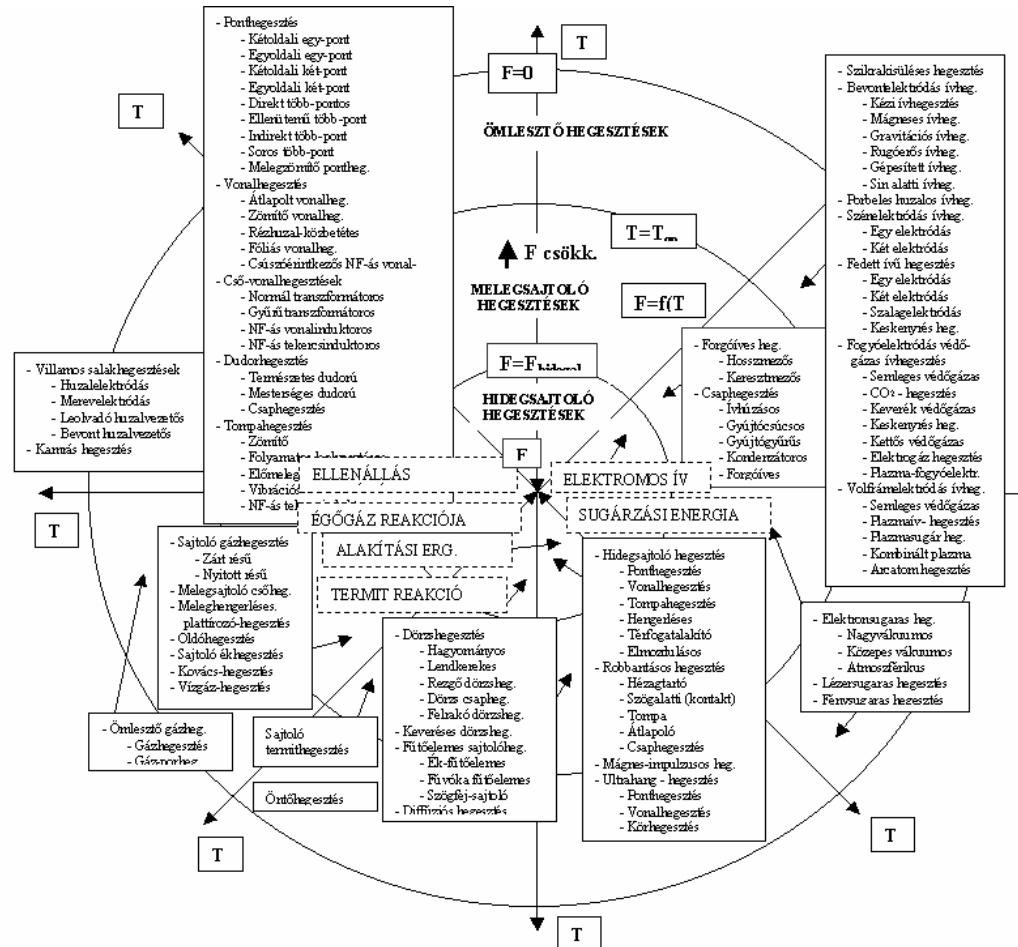 - Ponthegesztés
- Kétoldali egy-pont
- Egyoldali egy-pont
- Kétoldali két-pont
- Egyoldali két-pont
- Direkt több-pontos
- Ellenütemű több-pont
- Indirekt több-pont
- Soros több-pont
- Melegzömítő pontheg.
- Vonalhegesztés
- Átlapolt vonalheg.
- Zömítő vonalheg.
- Rézhuzal-közbetétes
- Fóliás vonalheg.
- Csúszóérintkezős NF-ás vonal-
- Cső-vonalhegesztések
- Normál transzformátoros
- Gyűrű transzformátoros
- NF-ás vonalinduktoros
- NF-ás tekercsinduktoros
- Dudorhegesztés
- Természetes dudorú
- Mesterséges dudorú
- Csaphegesztés
- Tompahegesztés
- Zömítő
T
T
F=0
ÖMLESZTŐ HEGESZTÉSEK
T=T
F csökk.
MELEGSAJTOLÓ
HEGESZTÉSEK
F=f(T
F=F
HIDEGSAJTOLÓ
HEGESZTÉSEK
F
- Szikrakisüléses hegesztés
- Bevontelektródás ívheg.
- Kézi ívhegesztés
- Mágneses ívheg.
- Gravitációs ívheg.
- Rugóerős ívheg.
- Gépesített ívheg.
- Sin alatti ívheg.
- Porbeles huzalos ívheg.
- Szénelektródás ívheg.
- Egy elektródás
- Két elektródás
- Fedett ívű hegesztés
- Egy elektródás
- Két elektródás
- Szalagelektródás
- Keskenyrés heg.
- Fogyóelektródás védő-
gázas ívhegesztés
- Semleges védőgázas
- CO₂ - hegesztés
- Keverék védőgázas
- Keskenyrés heg.
- Kettős védőgázas
- Elektrogáz hegesztés
- Plazma-fogyóelektr.
- Volfrámelektródás ívheg.
- Semleges védőgázas
- Plazmaív- hegesztés
- Plazmasugár heg.
- Kombinált plazma
- Arcatom hegesztés
- Forgóíves heg.
- Hosszmezős
- Keresztmezős
- Csaphegesztés
- Ívhúzásos
- Gyújtócsúcsos
- Gyújtógyűrűs
- Kondenzátoros
- Forgóíves
- Villamos salakhegesztések
- Huzalelektródás
- Merevelektródás
- Leolvadó huzalvezetős
- Bevont huzalvezetős
- Kamrás hegesztés
ELLENÁLLÁS
ELEKTROMOS ÍV
ÉGŐGÁZ REAKCIÓJA
SUGÁRZÁSI ENERGIA
ALAKÍTÁSI ERG.
TERMIT REAKCIÓ
T
- Sajtoló gázhegesztés
- Zárt résű
- Nyitott résű
- Melegsajtoló csőheg.
- Meleghengerléses.
plattírozó-hegesztés
- Oldóhegesztés
- Sajtoló ékhegesztés
- Kovács-hegesztés
- Vízgáz-hegesztés
- Ömlesztő gázheg.
- Gázhegesztés
- Gáz-porheg.
Sajtoló
termithegesztés
Öntőhegesztés
- Dörzshegesztés
- Hagyományos
- Lendkerekes
- Rezgő dörzsheg.
- Dörzs csapheg.
- Felrakó dörzsheg.
- Keveréses dörzsheg.
- Fűtőelemes sajtolóheg.
- Ék-fűtőelemes
- Fúvóka fűtőelemes
- Szögfej-sajtoló
- Diffúziós hegesztés
- Hidegsajtoló hegesztés
- Ponthegesztés
- Vonalhegesztés
- Tompahegesztés
- Hengerléses
- Térfogatalakító
- Elmozdulásos
- Robbantásos hegesztés
- Hézagtartó
- Szögalatti (kontakt)
- Tompa
- Átlapoló
- Csaphegesztés
- Mágnes-impulzusos heg.
- Ultrahang - hegesztés
- Ponthegesztés
- Vonalhegesztés
- Körhegesztés
- Elektronsugaras heg.
- Nagyvákuumos
- Közepes vákuumos
- Atmoszférikus
- Lézersugaras hegesztés
- Fénysugaras hegesztés
T
T
T